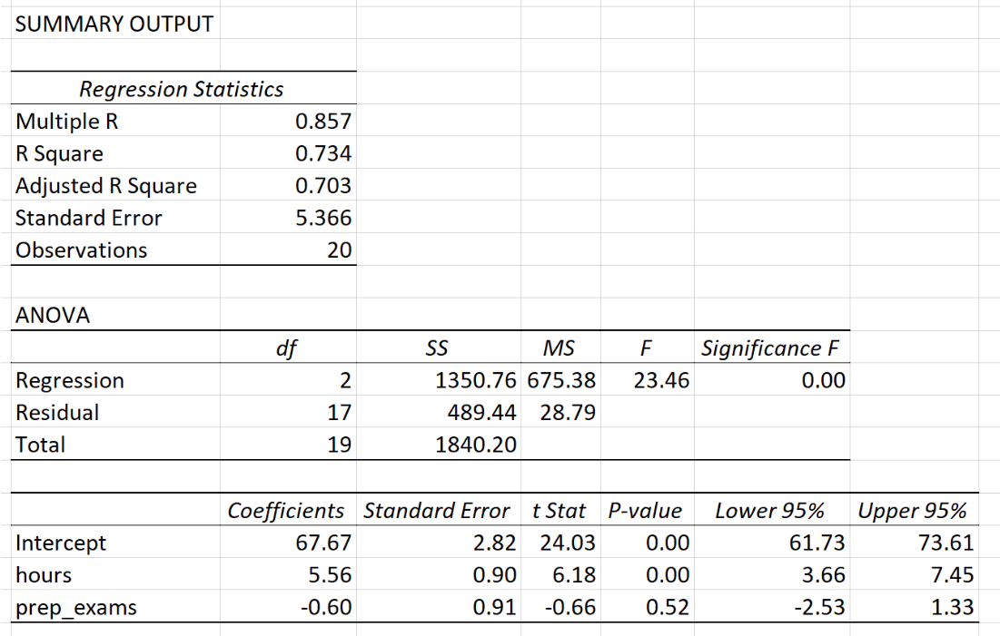 SUMMARY OUTPUT
Regression Statistics
Multiple R 0.857
R Square 0.734
Adjusted R Square 0.703
Standard Error 5.366
Observations 20
ANOVA
df SS MS F Significance F
Regression 2 1350.76 675.38 23.46 0.00
Residual 17 489.44 28.79
Total 19 1840.20
Coefficients Standard Error t Stat P-value Lower 95% Upper 95%
Intercept 67.67 2.82 24.03 0.00 61.73 73.61
hours 5.56 0.90 6.18 0.00 3.66 7.45
prep_exams -0.60 0.91 -0.66 0.52 -2.53 1.33